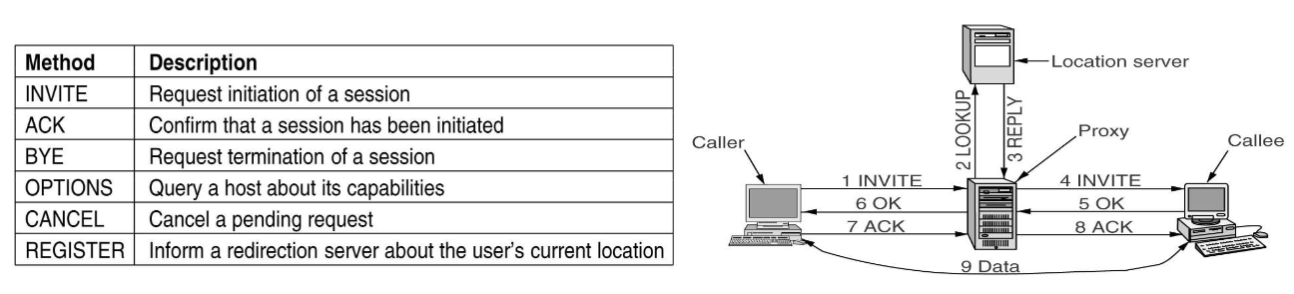 Method Description
INVITE Request initiation of a session
ACK Confirm that a session has been initiated
BYE Request termination of a session
OPTIONS Query a host about its capabilities
CANCEL Cancel a pending request
REGISTER Inform a redirection server about the user's current location
Location server
2 LOOKUP
3 REPLY
Proxy
Caller
Callee
1 INVITE
4 INVITE
6 OK
5 OK
7 ACK
8 ACK
9 Data